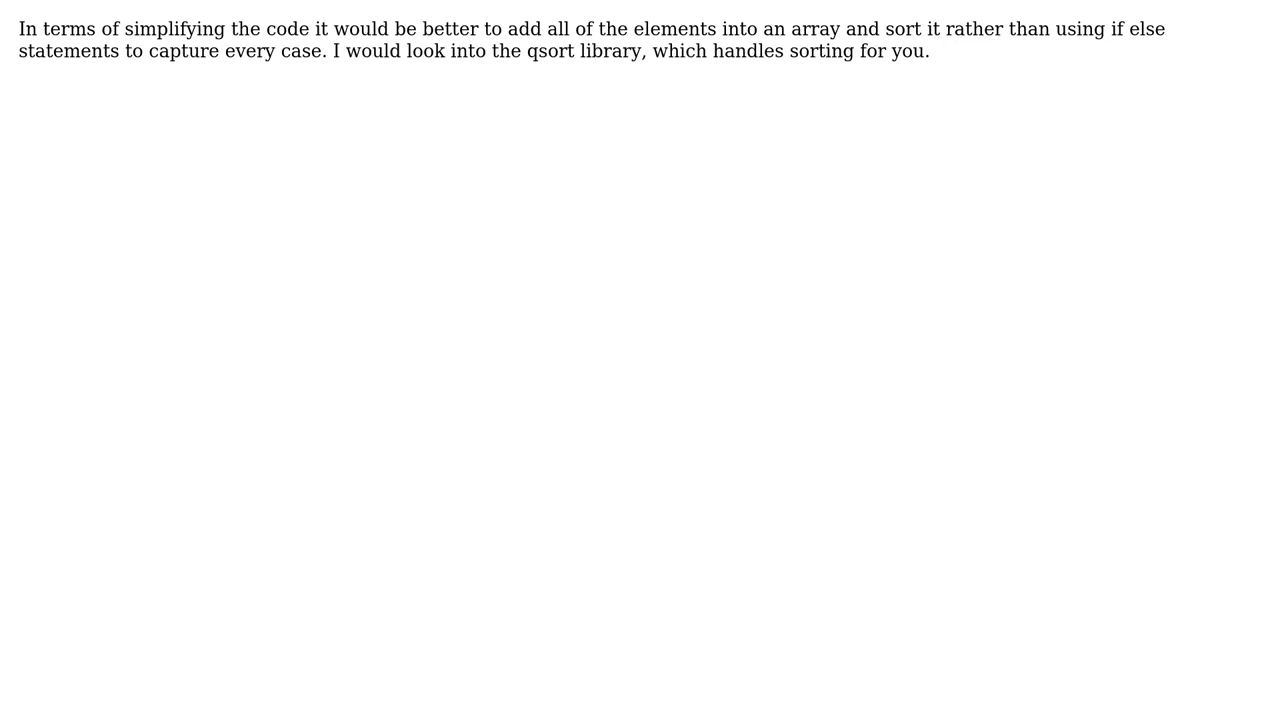 In terms of simplifying the code it would be better to add all of the elements into an array and sort it rather than using if else
statements to capture every case. I would look into the qsort library, which handles sorting for you.